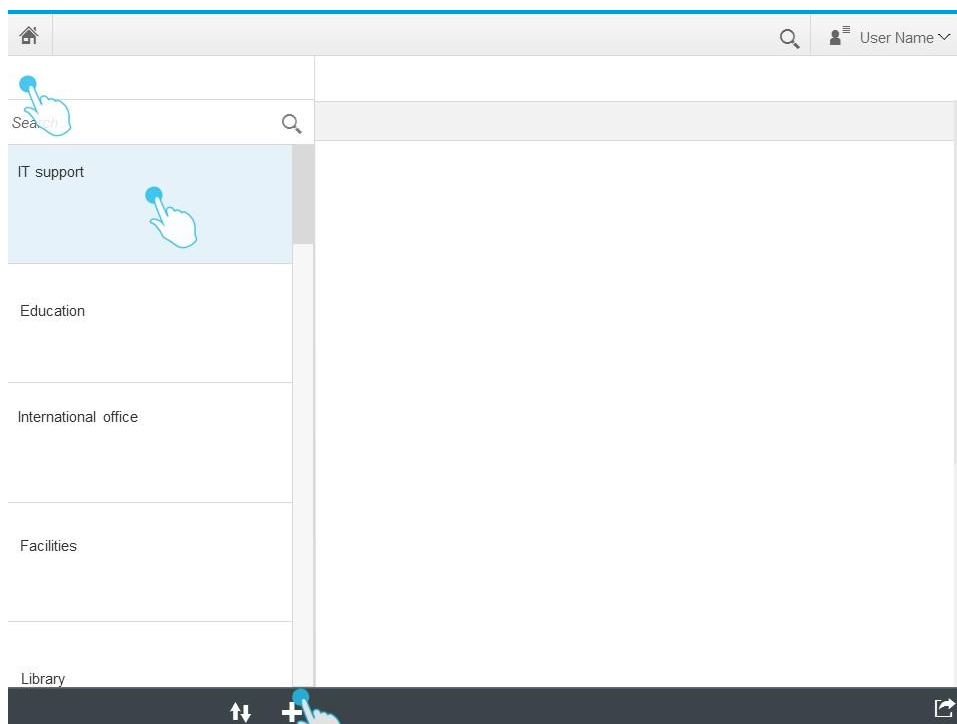 User Name
Search
IT support
Education
International office
Facilities
Library